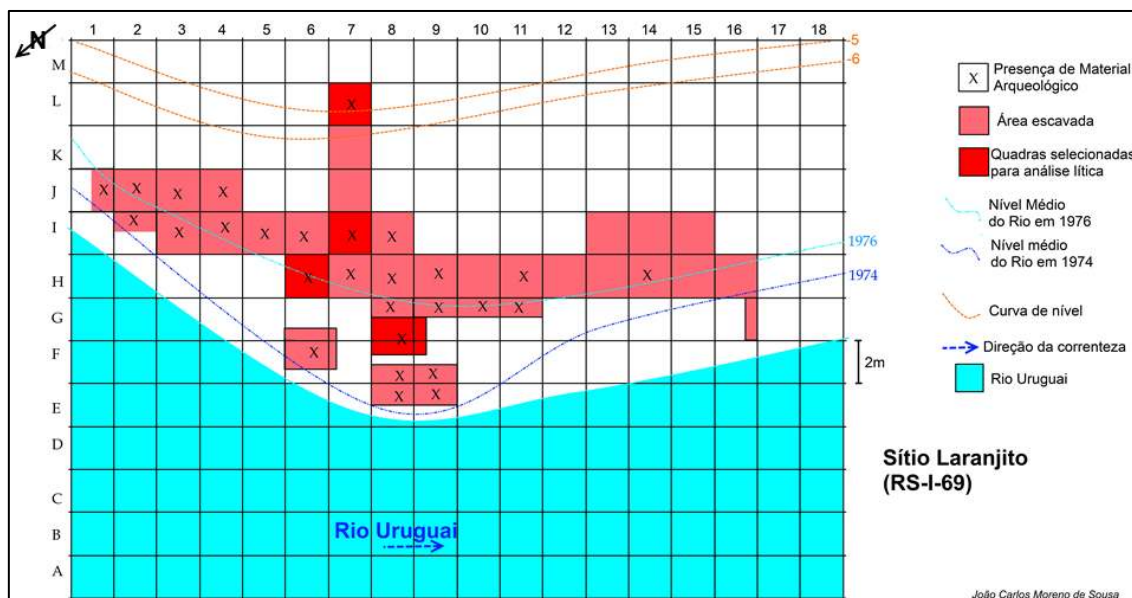 N
1 2 3 4 5 6 7 8 9 10 11 12 13 14 15 16 17 18
M
L
K
J
I
H
G
F
E
D
C
B
A
-5
-6
X
X X X X
X X X X X X X X
X X X X X X
X X X X
X
X
X X
X X
1976
1974
2m
Rio Uruguai
X Presença de Material
Arqueológico
Área escavada
Quadras selecionadas
para análise lítica
Nível Médio
do Rio em 1976
Nível médio
do Rio em 1974
Curva de nível
Direção da correnteza
Rio Uruguai
Sítio Laranjito
(RS-I-69)
João Carlos Moreno de Sousa